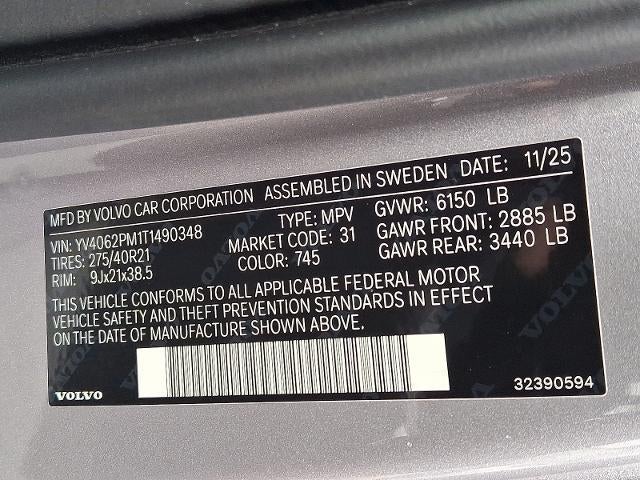 MFD BY VOLVO CAR CORPORATION ASSEMBLED IN SWEDEN DATE: 11/25
VIN: YV4062PM1T1490348 TYPE: MPV GVWR: 6150 LB
TIRES: 275/40R21 MARKET CODE: 31 GAWR FRONT: 2885 LB
RIM: 9Jx21x38.5 COLOR: 745 GAWR REAR: 3440 LB
THIS VEHICLE CONFORMS TO ALL APPLICABLE FEDERAL MOTOR
VEHICLE SAFETY AND THEFT PREVENTION STANDARDS IN EFFECT
ON THE DATE OF MANUFACTURE SHOWN ABOVE.
VOLVO 32390594